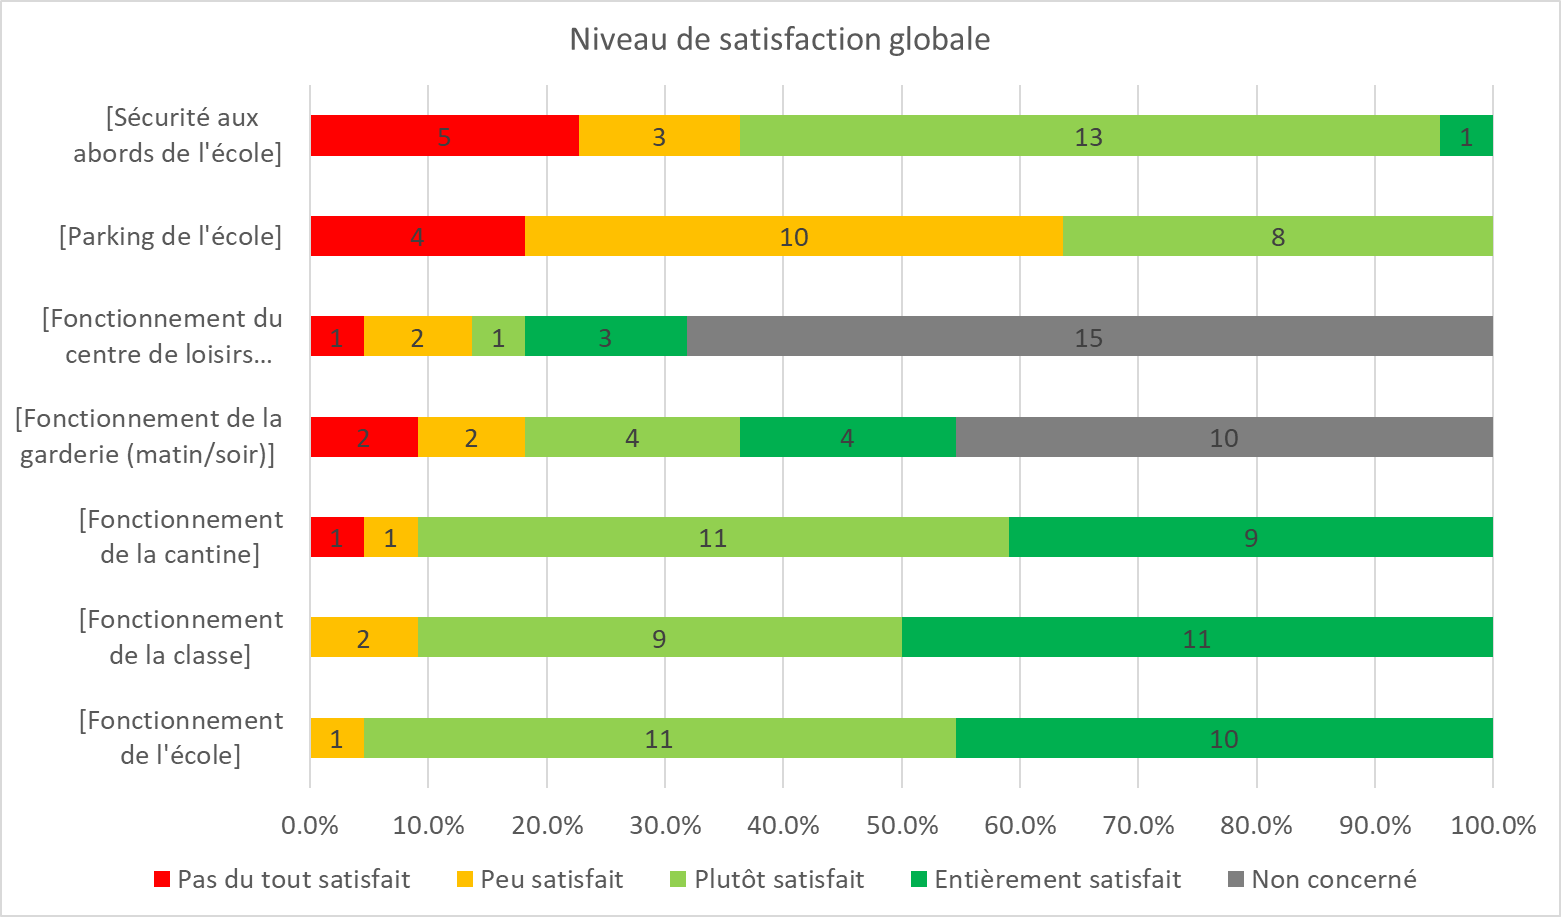 Niveau de satisfaction globale
[Sécurité aux
abords de l'école]
5 3 13 1
[Parking de l'école]
4 10 8
[Fonctionnement du
centre de loisirs...
1 2 1 3 15
[Fonctionnement de la
garderie (matin/soir)]
2 2 4 4 10
[Fonctionnement
de la cantine]
1 1 11 9
[Fonctionnement
de la classe]
2 9 11
[Fonctionnement
de l'école]
1 11 10
0.0% 10.0% 20.0% 30.0% 40.0% 50.0% 60.0% 70.0% 80.0% 90.0% 100.0%
Pas du tout satisfait Peu satisfait Plutôt satisfait Entièrement satisfait Non concerné